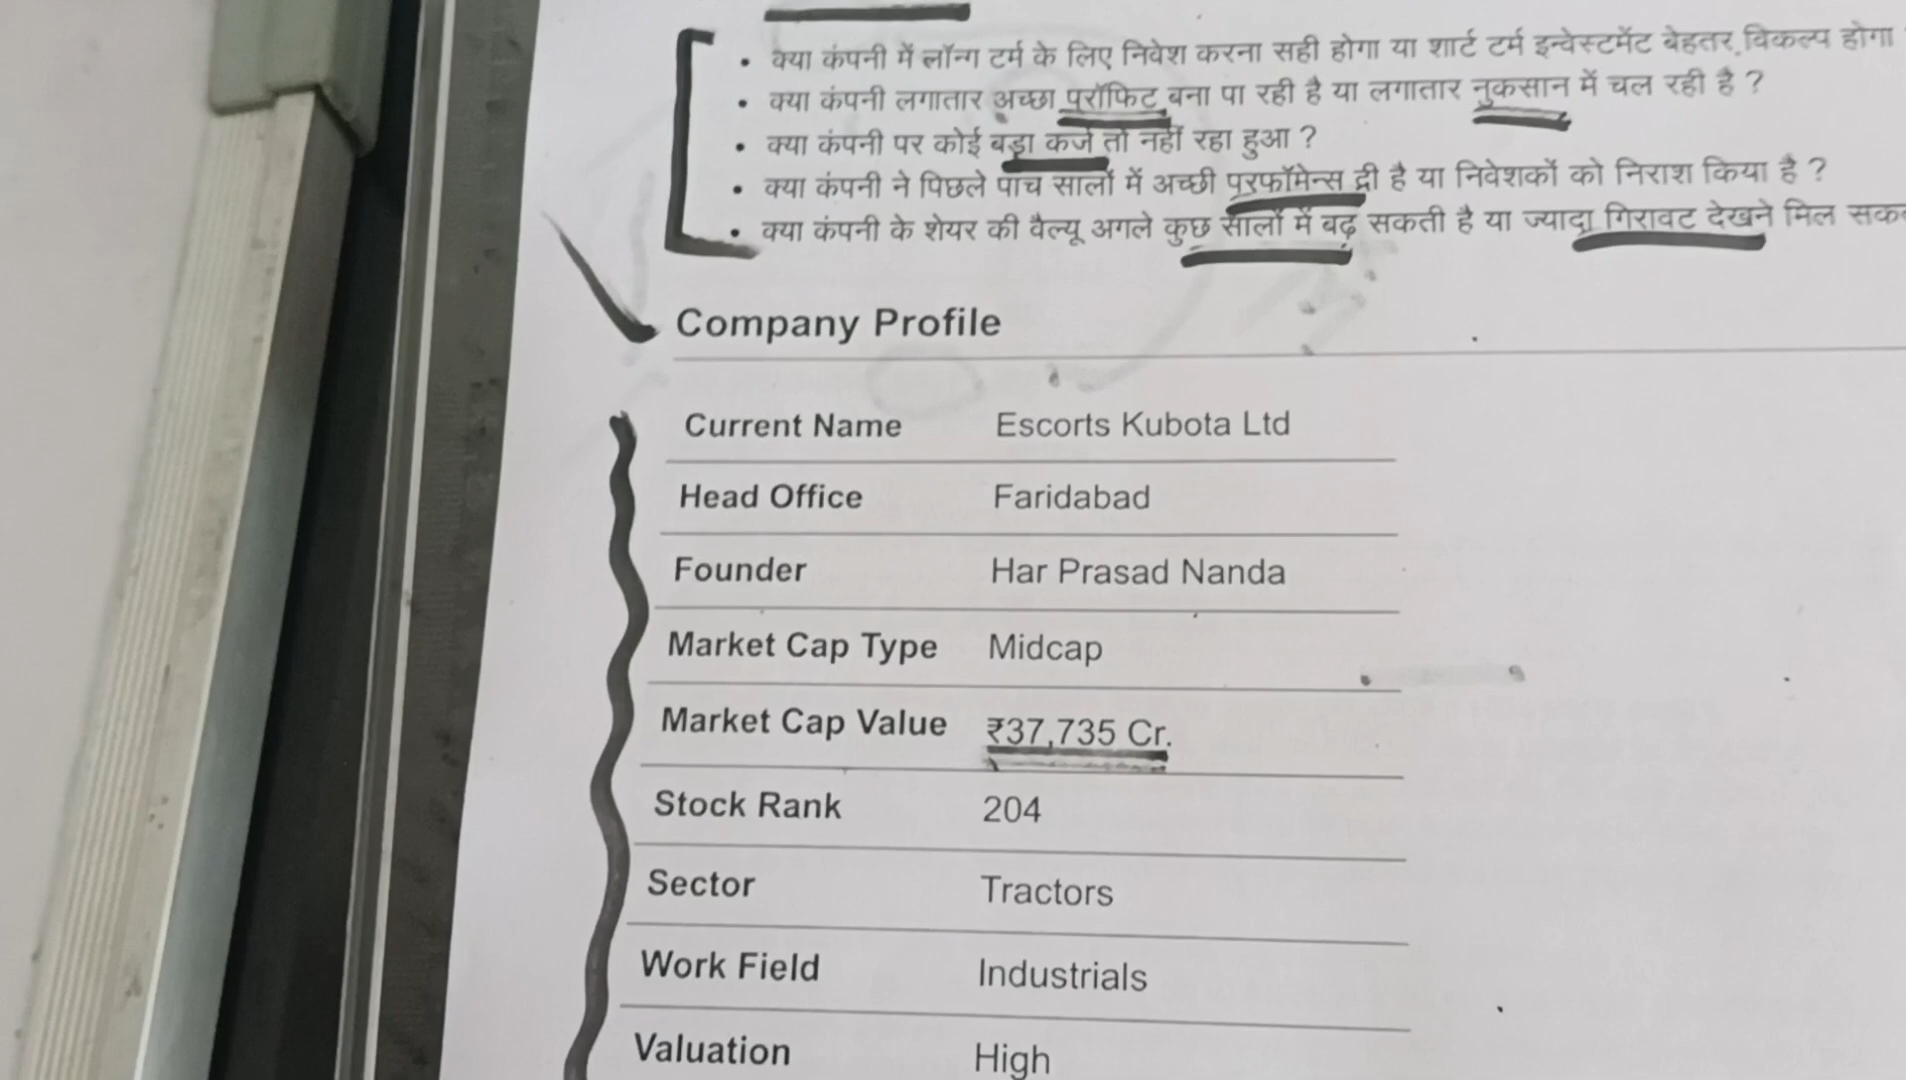 • क्या कंपनी में लॉन्ग टर्म के लिए निवेश करना सही होगा या शार्ट टर्म इन्वेस्टमेंट बेहतर विकल्प होगा
• क्या कंपनी लगातार अच्छा प्रॉफिट बना पा रही है या लगातार नुकसान में चल रही है ?
• क्या कंपनी पर कोई बड़ा कर्ज तो नहीं रहा हुआ ?
• क्या कंपनी ने पिछले पांच सालों में अच्छी परफॉर्मेन्स दी है या निवेशकों को निराश किया है ?
• क्या कंपनी के शेयर की वैल्यू अगले कुछ सालों में बढ़ सकती है या ज्यादा गिरावट देखने मिल
Company Profile
Current Name Escorts Kubota Ltd
Head Office Faridabad
Founder Har Prasad Nanda
Market Cap Type Midcap
Market Cap Value ₹37,735 Cr.
Stock Rank 204
Sector Tractors
Work Field Industrials
Valuation High